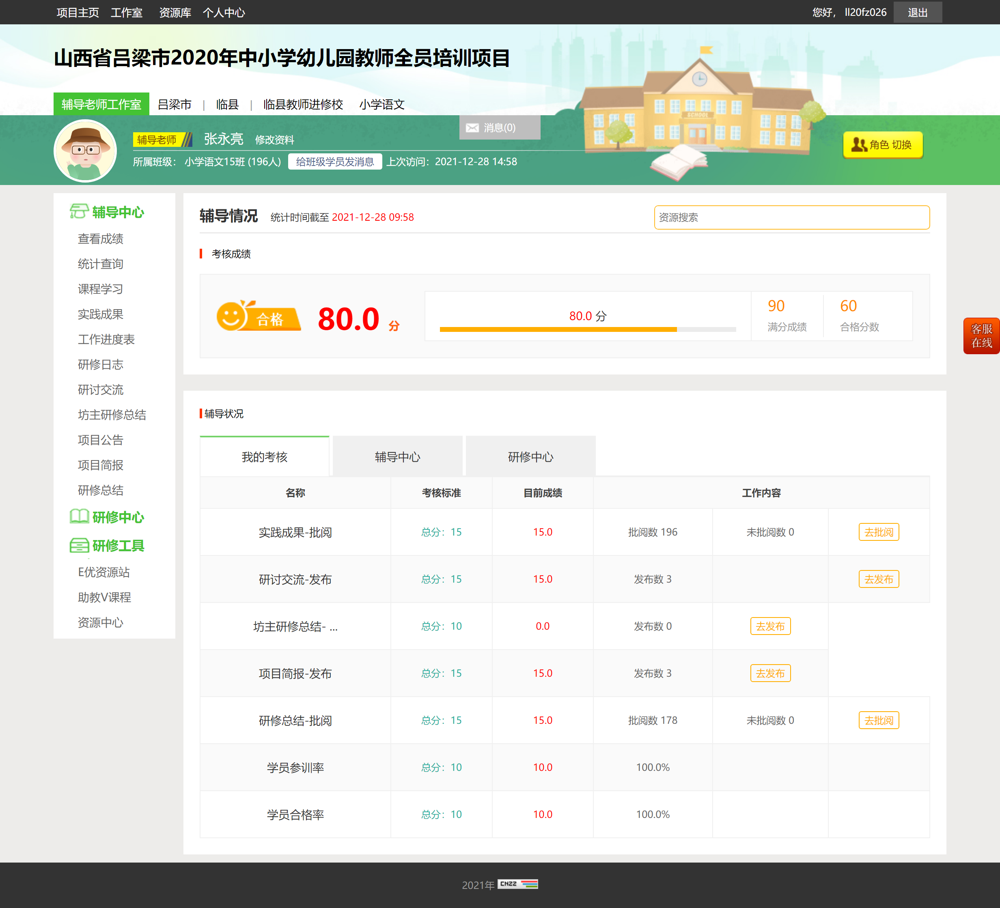 项目主页 工作室 资源库 个人中心 您好， ll20fz026 退出
山西省吕梁市2020年中小学幼儿园教师全员培训项目
辅导老师工作室 吕梁市 | 临县 | 临县教师进修校 小学语文
SCHOOL
消息(0)
辅导老师 张永亮 修改资料
角色 切换
所属班级： 小学语文15班 (196人) 给班级学员发消息 上次访问：2021-12-28 14:58
辅导中心
查看成绩
统计查询
课程学习
实践成果
工作进度表
研修日志
研讨交流
坊主研修总结
项目公告
项目简报
研修总结
研修中心
研修工具
E优资源站
助教V课程
资源中心
辅导情况 统计时间截至 2021-12-28 09:58 资源搜索
考核成绩
合格 80.0 分 80.0 分
90 60
满分成绩 合格分数
客服
在线
辅导状况
我的考核 辅导中心 研修中心
名称 考核标准 目前成绩 工作内容
实践成果-批阅 总分：15 15.0 批阅数 196 未批阅数 0 去批阅
研讨交流-发布 总分：15 15.0 发布数 3 去发布
坊主研修总结- ... 总分：10 0.0 发布数 0 去发布
项目简报-发布 总分：15 15.0 发布数 3 去发布
研修总结-批阅 总分：15 15.0 批阅数 178 未批阅数 0 去批阅
学员参训率 总分：10 10.0 100.0%
学员合格率 总分：10 10.0 100.0%
2021年 CNZZ